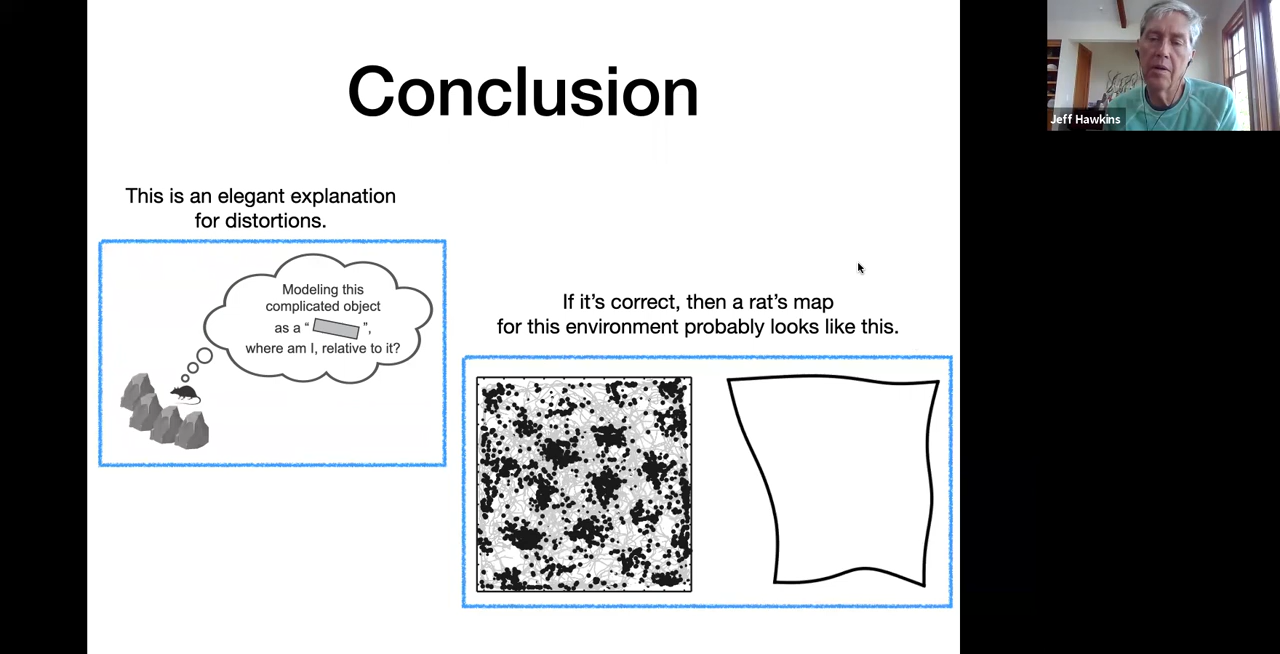 Conclusion
This is an elegant explanation
for distortions.
Modeling this
complicated object
as a “ ”,
where am I, relative to it?
If it’s correct, then a rat’s map
for this environment probably looks like this.
Jeff Hawkins